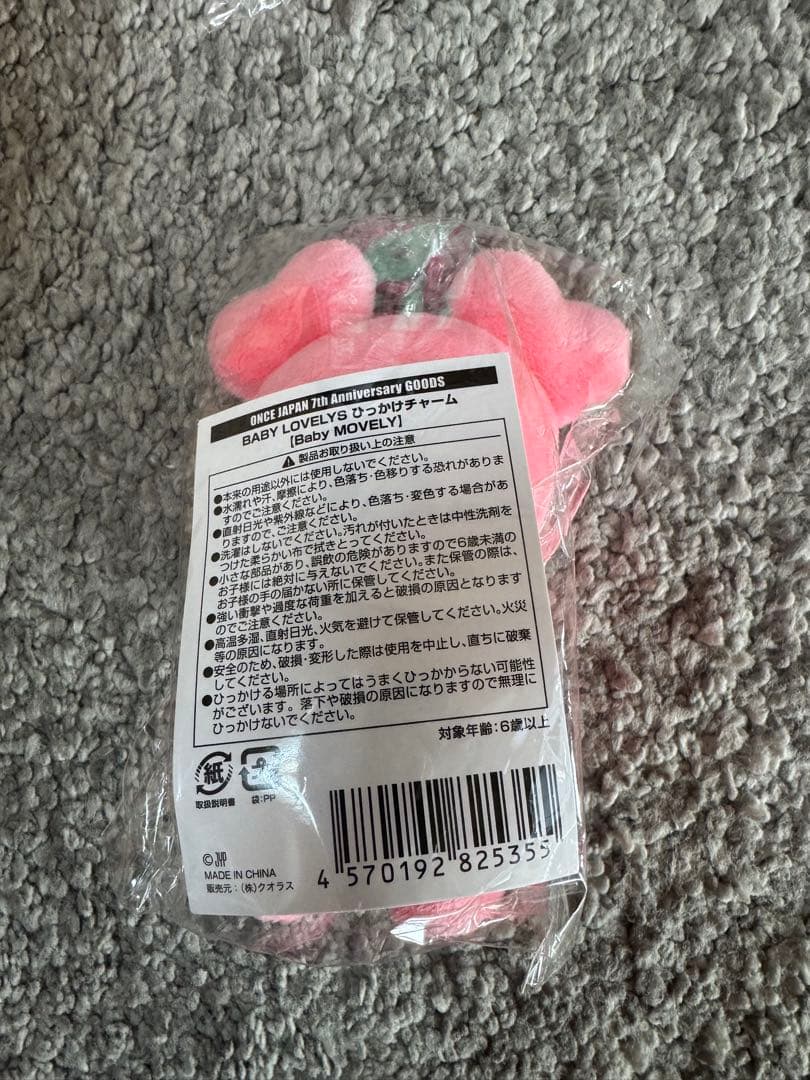 ONCE JAPAN 7th Anniversary GOODS
BABY LOVELYS ひっかけチャーム
【Baby MOVELY】
製品お取り扱い上の注意
●本来の用途以外には使用しないでください。
●水濡れや汗、摩擦により、色落ち・色移りする恐れがありま
すのでご注意ください。
●直射日光や紫外線などにより、色落ち・変色する場合があ
りますので、ご注意ください。
●洗濯はしないでください。汚れが付いたときは中性洗剤を
つけた柔らかい布で拭きとってください。
●小さな部品があり、誤飲の危険がありますので6歳未満の
お子様には絶対に与えないでください。また保管の際は、
お子様の手の届かない所に保管してください。
●強い衝撃や過度な荷重を加えると破損の原因となります
のでご注意ください。
●高温多湿、直射日光、火気を避けて保管してください。火災
等の原因になります。
●安全のため、破損・変形した際は使用を中止し、直ちに破棄
してください。
●ひっかける場所によってはうまくひっかからない可能性
がございます。落下や破損の原因になりますので無理に
ひっかけないでください。
対象年齢：6歳以上
紙
取扱説明書
プラ
袋：PP
© JYP
MADE IN CHINA
販売元：(株)クオラス
4 570192 825355